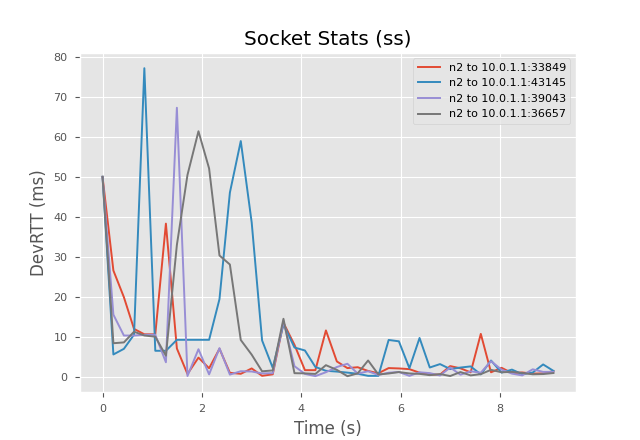 Socket Stats (ss)
n2 to 10.0.1.1:33849
n2 to 10.0.1.1:43145
n2 to 10.0.1.1:39043
n2 to 10.0.1.1:36657
DevRTT (ms)
80
70
60
50
40
30
20
10
0
0 2 4 6 8
Time (s)